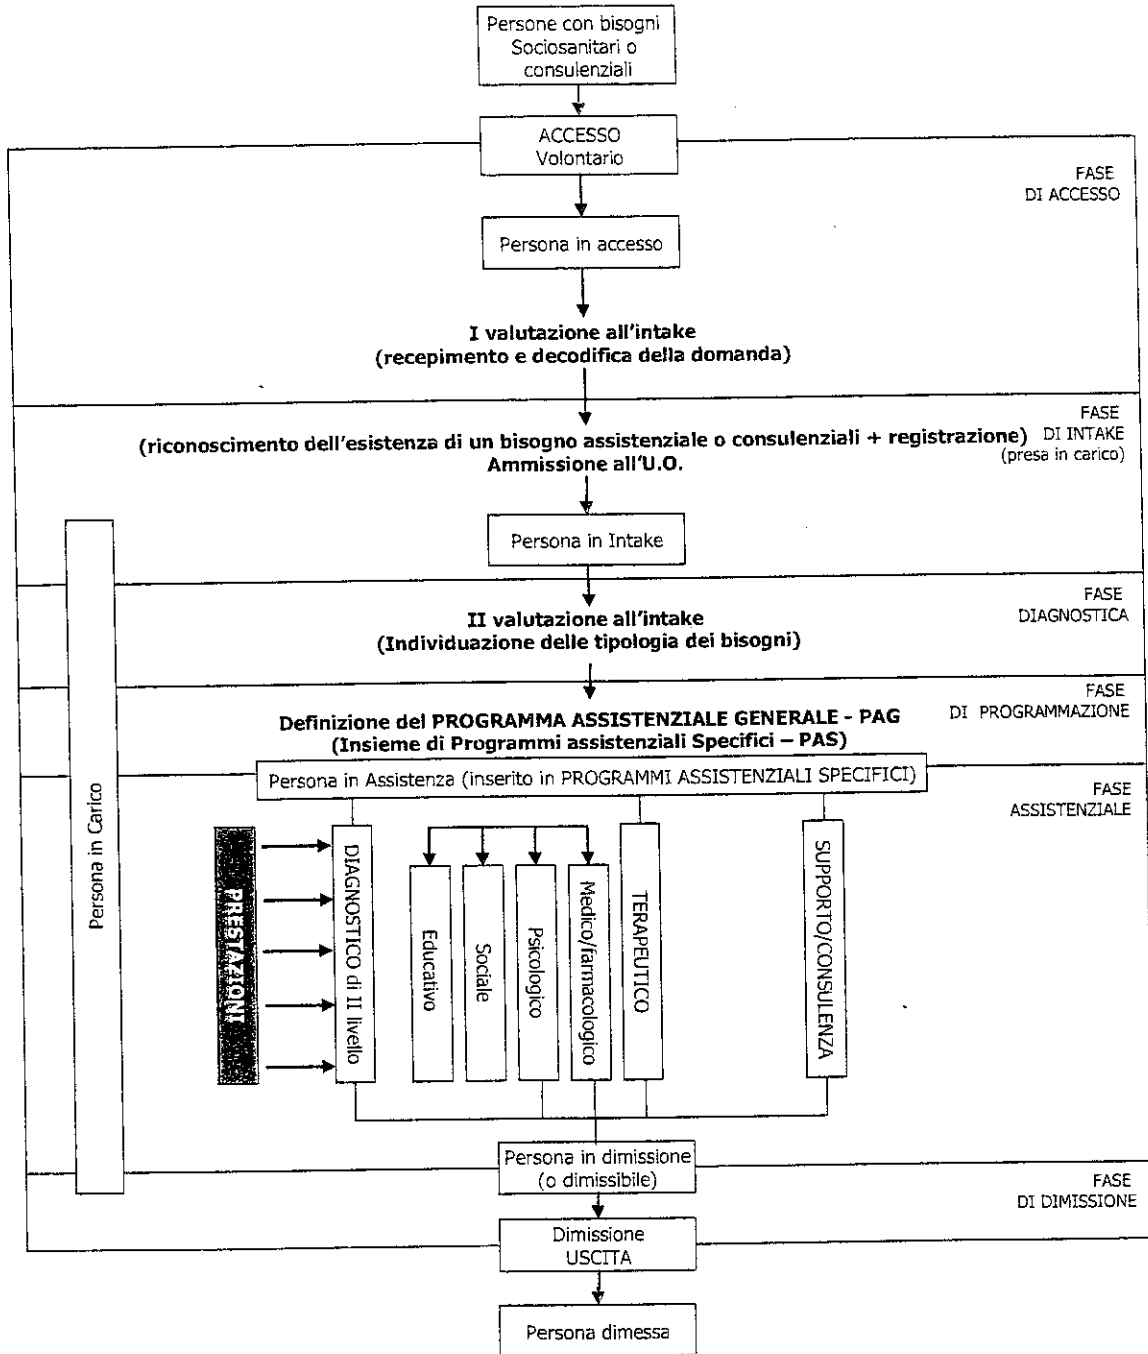 Persone con bisogni
Sociosanitari o
consulenziali
ACCESSO
Volontario
FASE
DI ACCESSO
Persona in accesso
I valutazione all'intake
(recepimento e decodifica della domanda)
FASE
DI INTAKE
(presa in carico)
(riconoscimento dell'esistenza di un bisogno assistenziale o consulenziali + registrazione)
Ammissione all'U.O.
Persona in Intake
FASE
DIAGNOSTICA
II valutazione all'intake
(Individuazione delle tipologia dei bisogni)
FASE
DI PROGRAMMAZIONE
Definizione del PROGRAMMA ASSISTENZIALE GENERALE - PAG
(Insieme di Programmi assistenziali Specifici – PAS)
Persona in Assistenza (inserito in PROGRAMMI ASSISTENZIALI SPECIFICI)
FASE
ASSISTENZIALE
Persona in Carico
PRESTAZIONI
DIAGNOSTICO di II livello
Educativo
Sociale
Psicologico
Medico/farmacologico
TERAPEUTICO
SUPPORTO/CONSULENZA
Persona in dimissione
(o dimissibile)
FASE
DI DIMISSIONE
Dimissione
USCITA
Persona dimessa